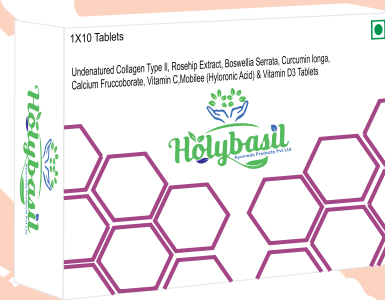 1X10 Tablets
Undenatured Collagen Type II, Rosehip Extract, Boswellia Serrata, Curcumin longa,
Calcium Fruccoborate, Vitamin C,Mobilee (Hyloronic Acid) & Vitamin D3 Tablets
Holybasil
Ayurveda Products Pvt Ltd
Holybasil